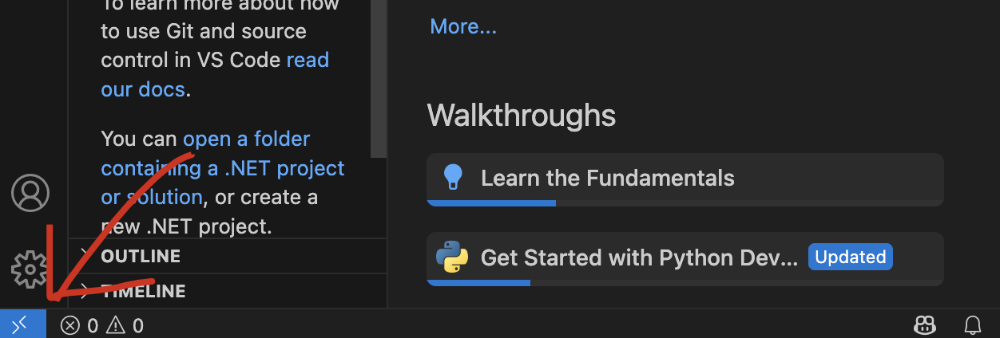 To learn more about how
to use Git and source
control in VS Code read
our docs.
You can open a folder
containing a .NET project
or solution, or create a
new .NET project.
OUTLINE
TIMELINE
More...
Walkthroughs
Learn the Fundamentals
Get Started with Python Dev... Updated
0 0